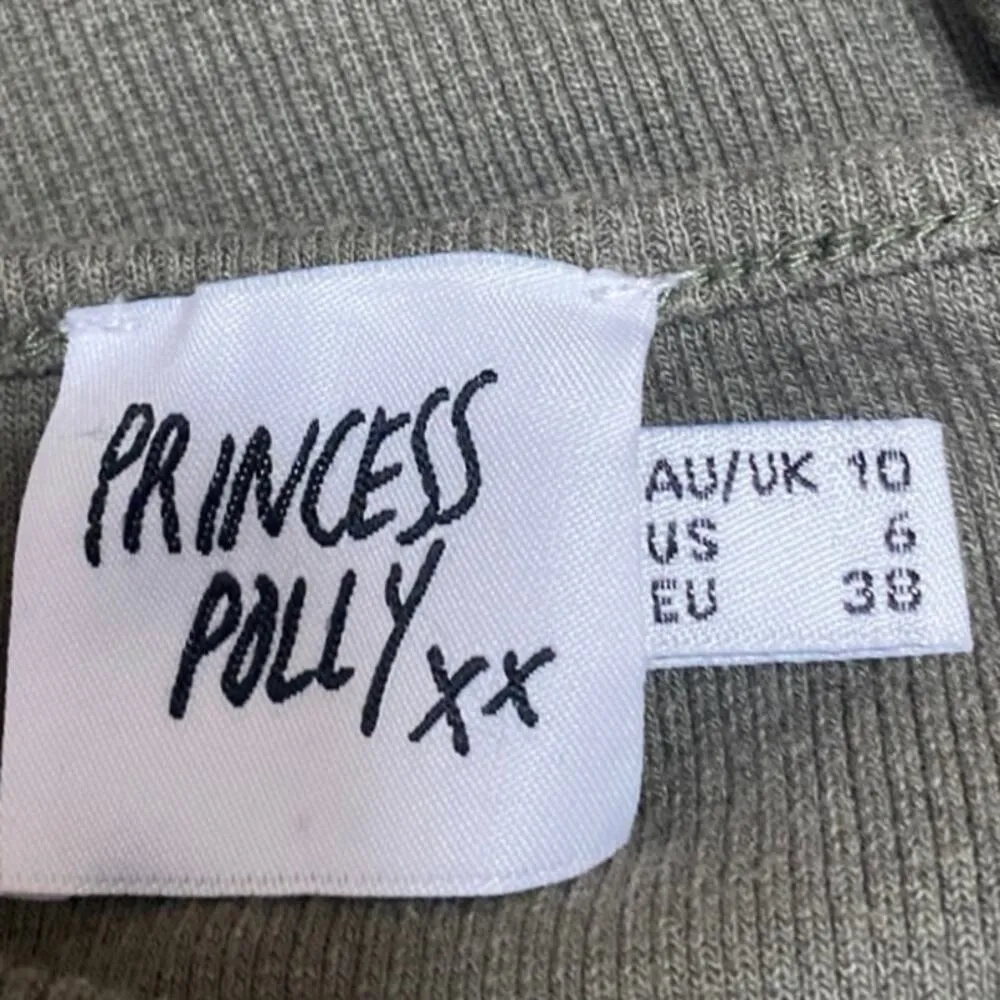 PRINCESS
POLLY xx
AU/UK 10
US 6
EU 38